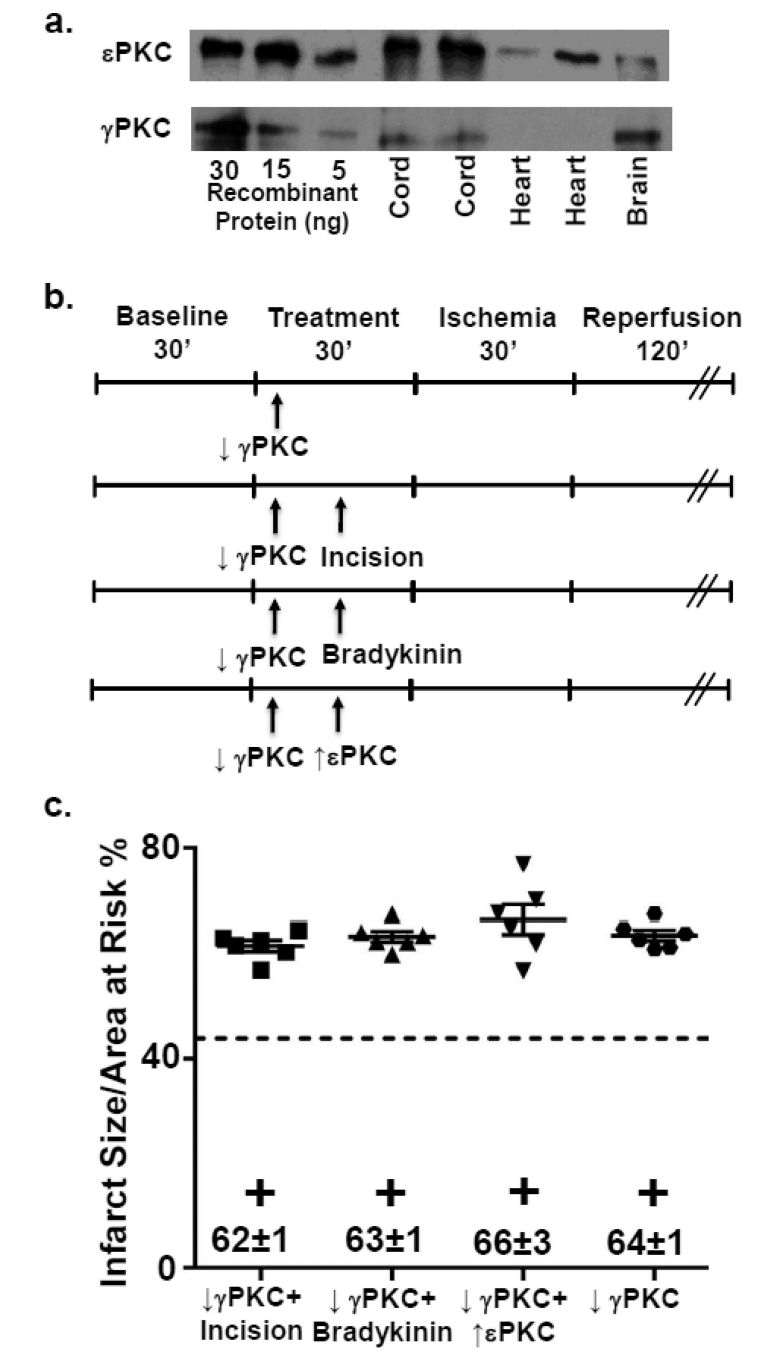 a.
εPKC
γPKC
30 15 5
Recombinant
Protein (ng)
Cord
Cord
Heart
Heart
Brain
b.
Baseline Treatment Ischemia Reperfusion
30’ 30’ 30’ 120’
↓ γPKC
↓ γPKC Incision
↓ γPKC Bradykinin
↓ γPKC ↑εPKC
c.
Infarct Size/Area at Risk %
80
40
0
+ + + +
62±1 63±1 66±3 64±1
↓γPKC+ ↓ γPKC+ ↓ γPKC+ ↓ γPKC
Incision Bradykinin ↑εPKC